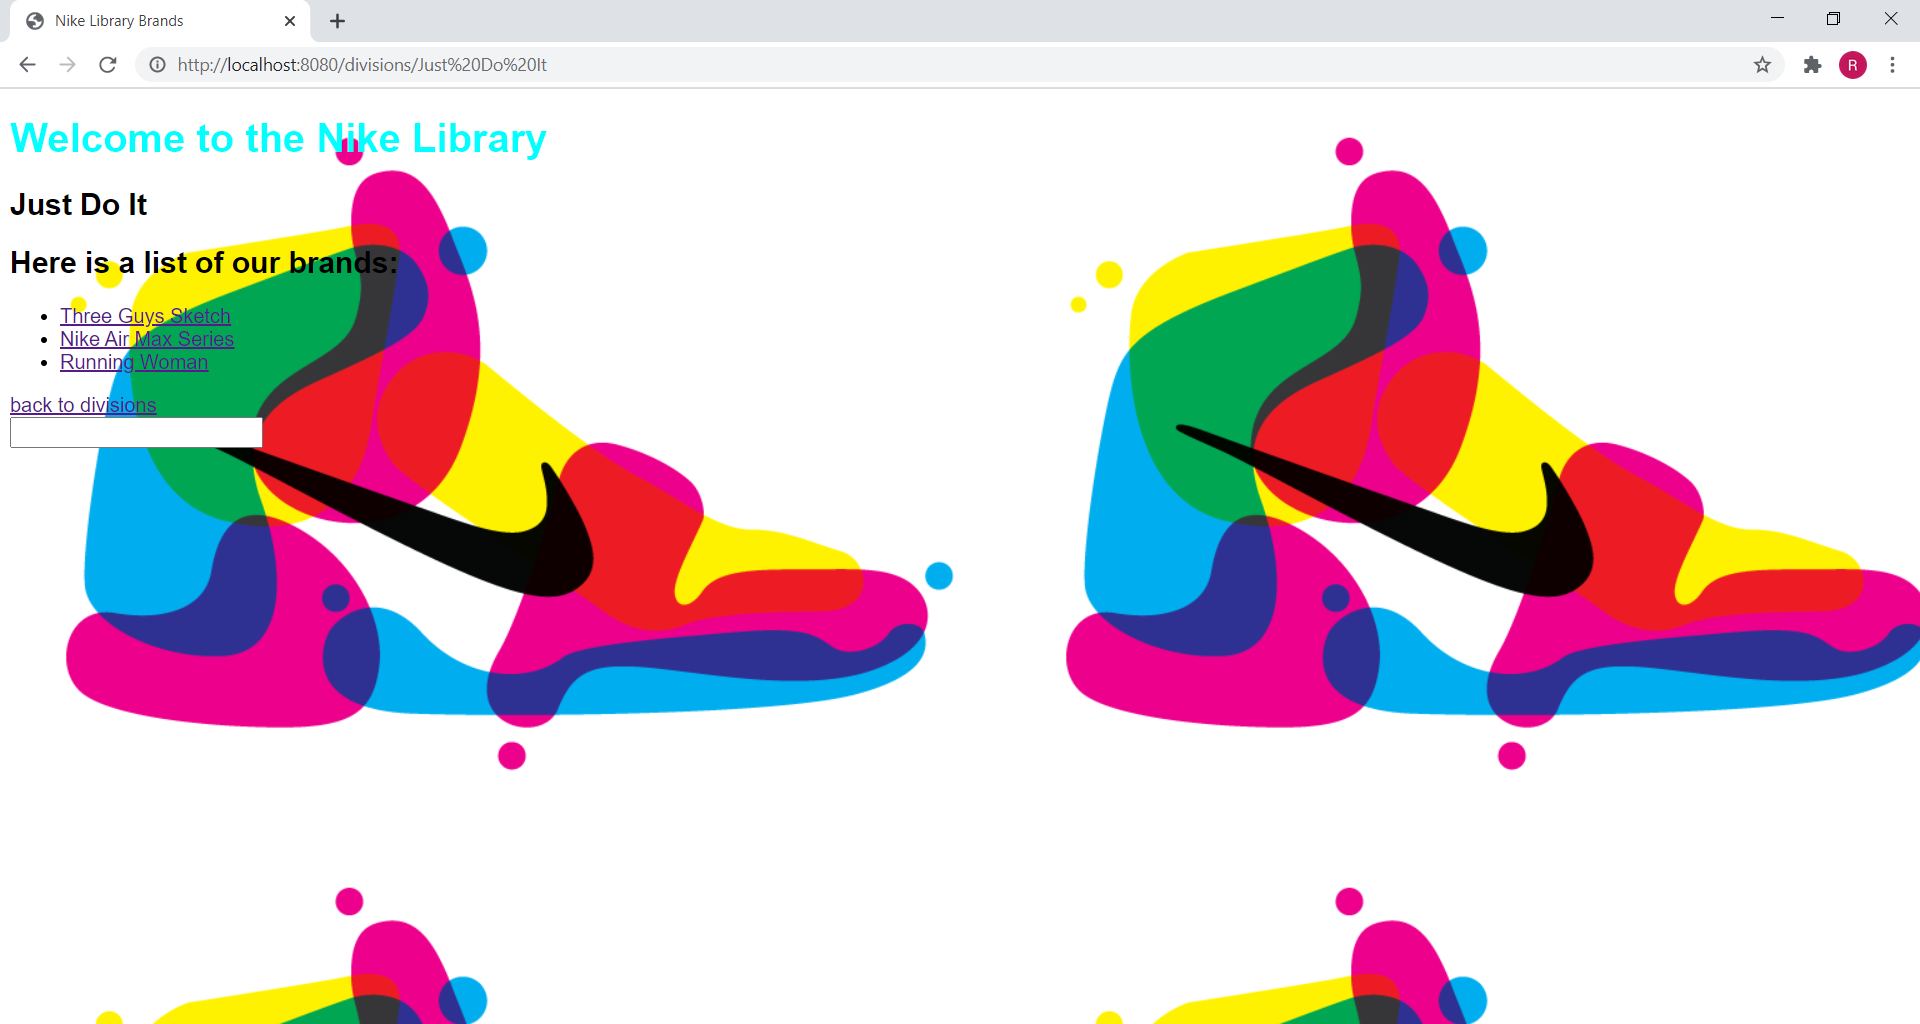 Nike Library Brands
http://localhost:8080/divisions/Just%20Do%20It
R
Welcome to the Nike Library
Just Do It
Here is a list of our brands:
Three Guys Sketch
Nike Air Max Series
Running Woman
back to divisions